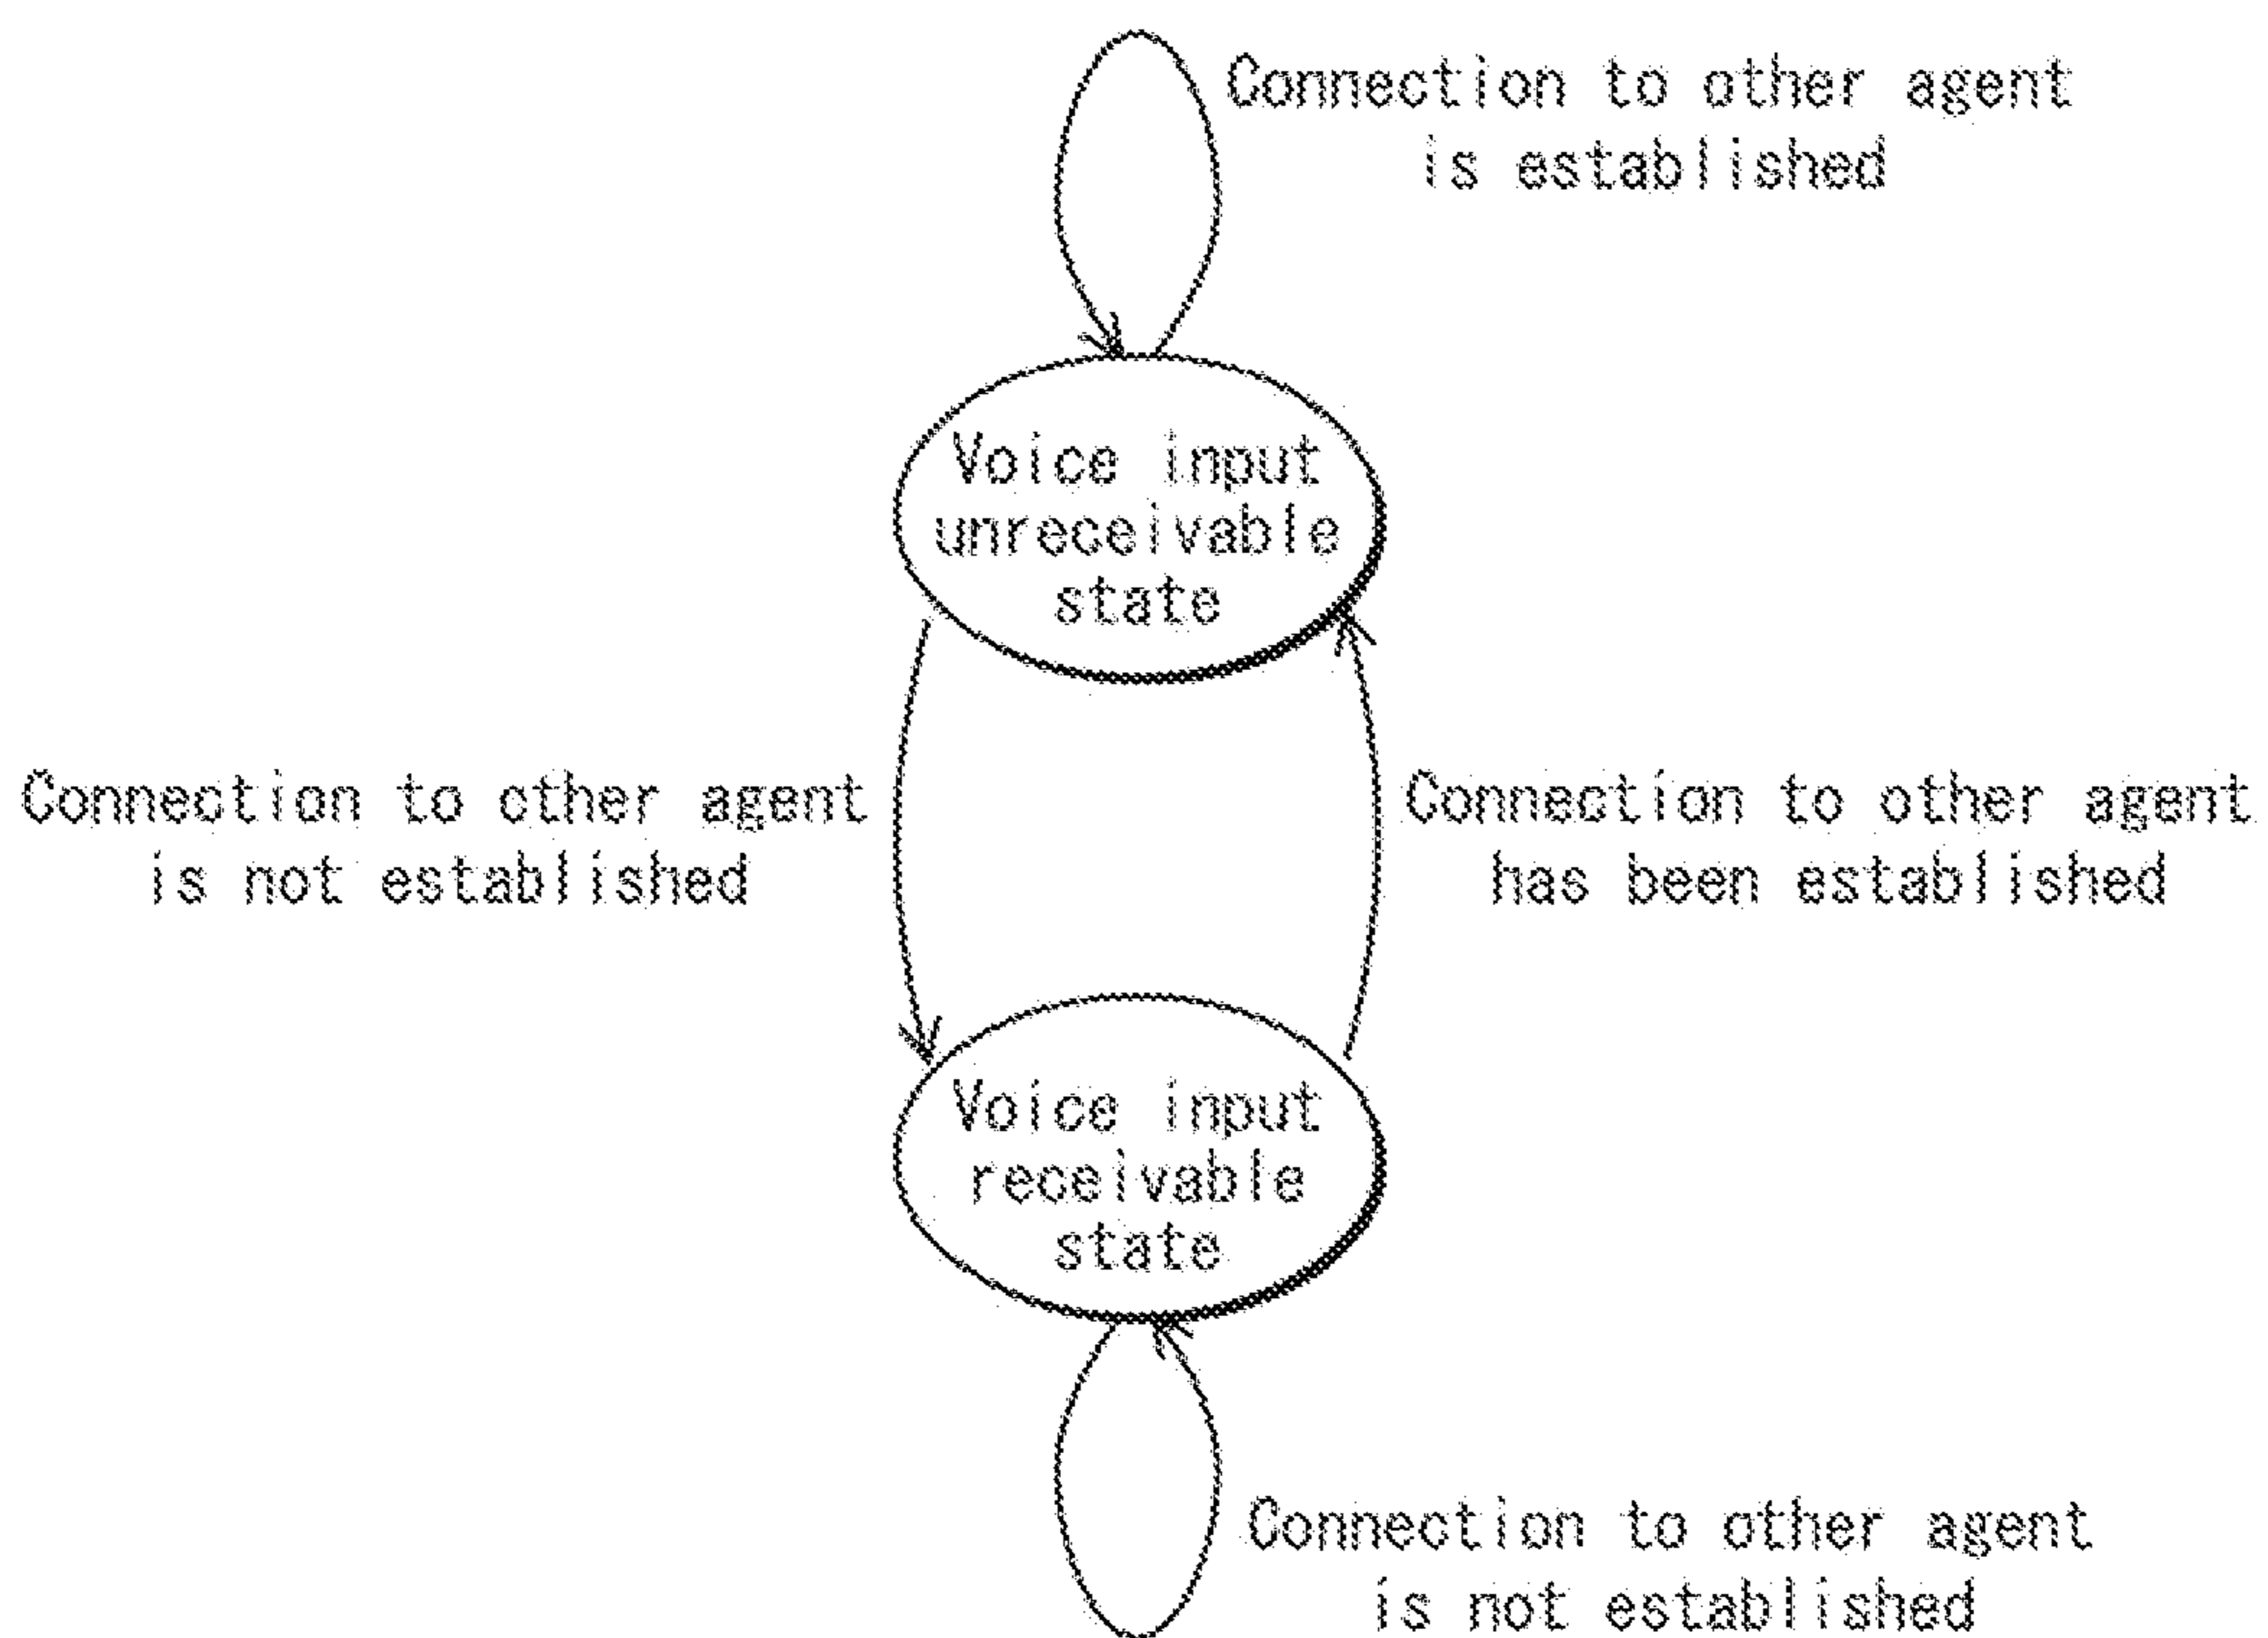 Connection to other agent
is established
Voice input
unreceivable
state
Connection to other agent
is not established
Connection to other agent
has been established
Voice input
receivable
state
Connection to other agent
is not established